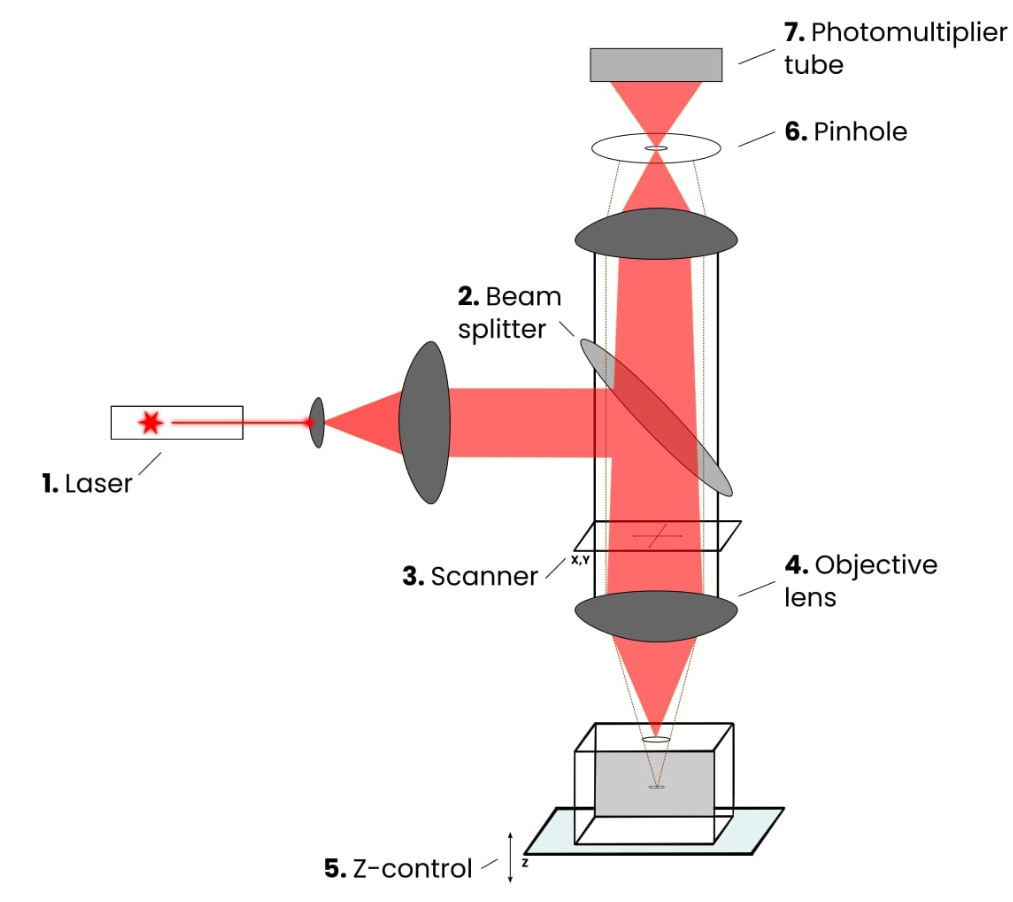 7. Photomultiplier
tube
6. Pinhole
2. Beam
splitter
1. Laser
X,Y
3. Scanner
4. Objective
lens
5. Z-control
Z